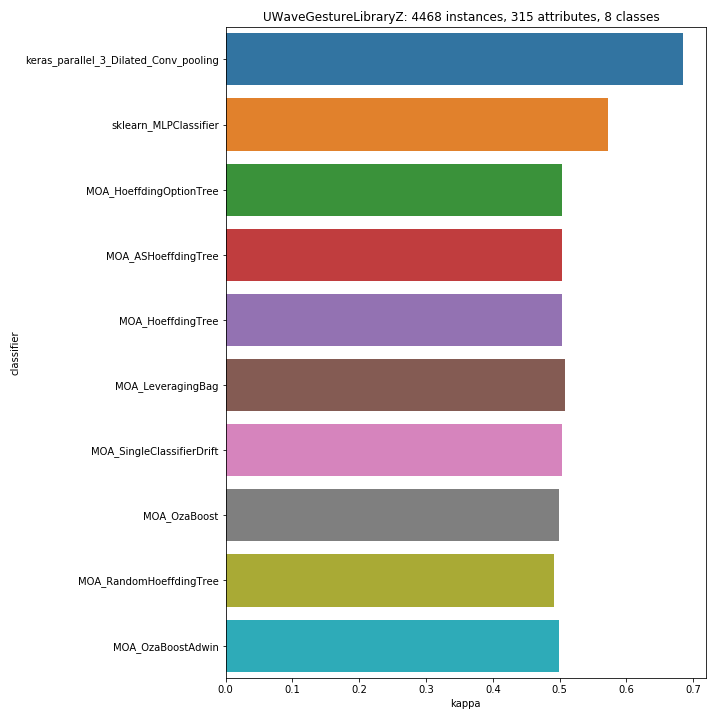 UWaveGestureLibraryZ: 4468 instances, 315 attributes, 8 classes
classifier
keras_parallel_3_Dilated_Conv_pooling
sklearn_MLPClassifier
MOA_HoeffdingOptionTree
MOA_ASHoeffdingTree
MOA_HoeffdingTree
MOA_LeveragingBag
MOA_SingleClassifierDrift
MOA_OzaBoost
MOA_RandomHoeffdingTree
MOA_OzaBoostAdwin
0.0 0.1 0.2 0.3 0.4 0.5 0.6 0.7
kappa